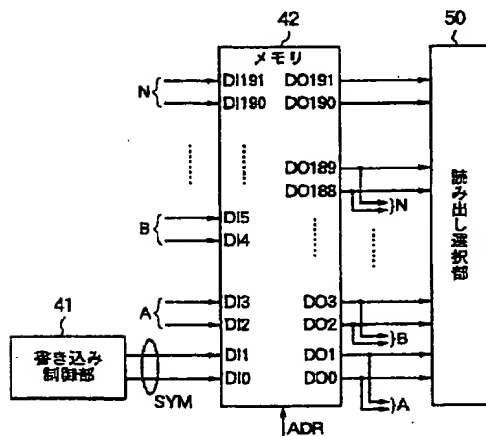 42
50
メモリ
N
DI191
DO191
DI190
DO190
DO189
DO188
N
B
DI5
DI4
読み出し選択部
41
A
DI3
DO3
DI2
DO2
B
書き込み
制御部
DI1
DO1
DI0
DO0
A
SYM
ADR